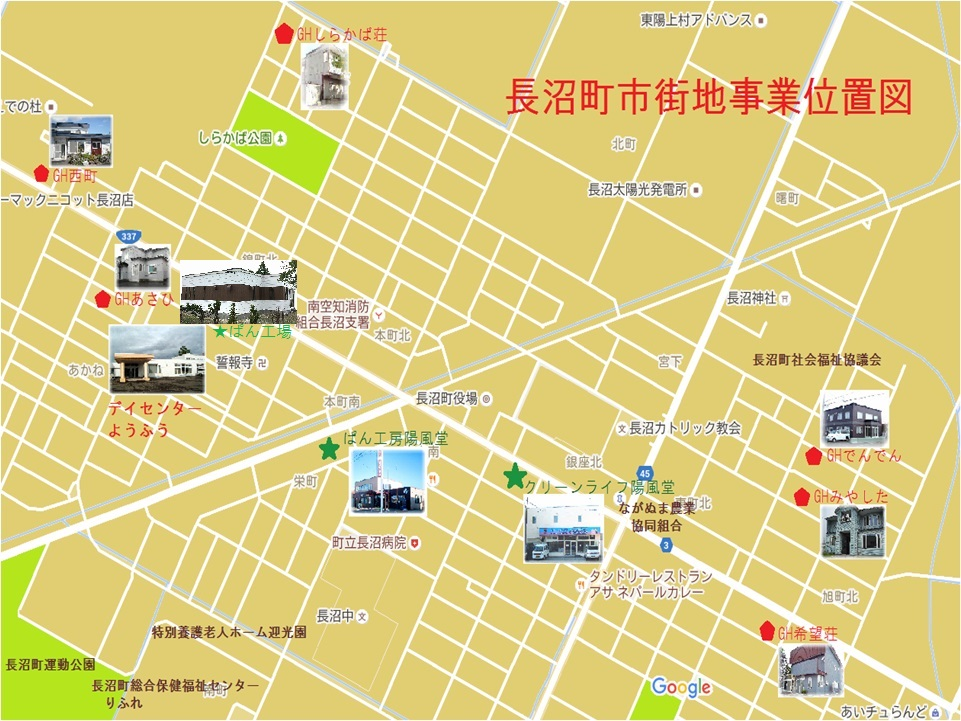 東陽上村アドバンス
GHしらかば荘
長沼町市街地事業位置図
しらかば公園
北町
での杜
GH西町
ーマックニコット長沼店
長沼太陽光発電所
曙町
337
錦町北
GHあさひ
長沼神社
南空知消防
組合長沼支署
★ぱん工場
本町北
誓報寺
あかね
宮下
長沼町社会福祉協議会
デイセンター
ようふう
本町南
長沼町役場
長沼カトリック教会
ぱん工房陽風堂
南
GHでんでん
銀座北
45
栄町
クリーンライフ陽風堂
GHみやした
ながぬま農業
協同組合
東町北
町立長沼病院
3
タンドリーレストラン
アサ ネパールカレー
旭町北
長沼中
特別養護老人ホーム迎光園
GH希望荘
長沼町運動公園
長沼町総合保健福祉センター
りふれ
南町
Google
あいチュらんど